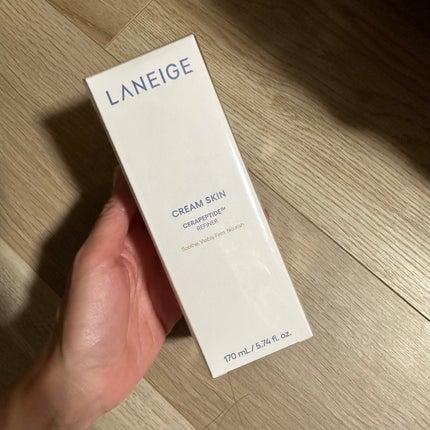 LANEIGE
CREAM SKIN
CERAPEPTIDE™
REFINER
Soothe, Visibly Firm, Nourish
170 mL / 5.74 fl. oz.